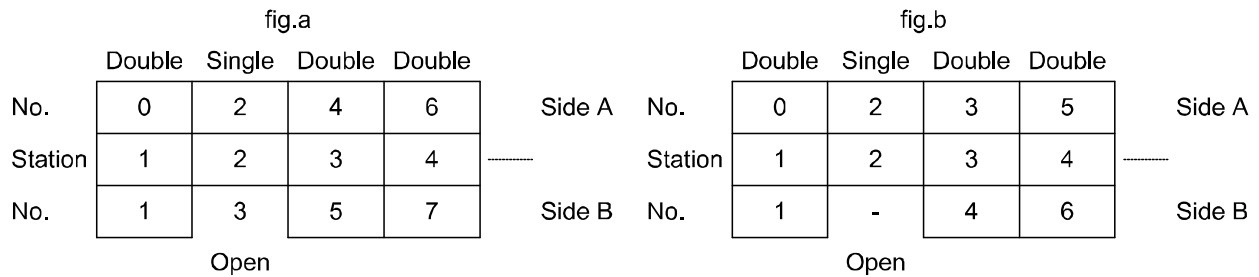 fig.a
Double Single Double Double
No. 0 2 4 6 Side A
Station 1 2 3 4
No. 1 3 5 7 Side B
Open
fig.b
Double Single Double Double
No. 0 2 3 5 Side A
Station 1 2 3 4
No. 1 - 4 6 Side B
Open